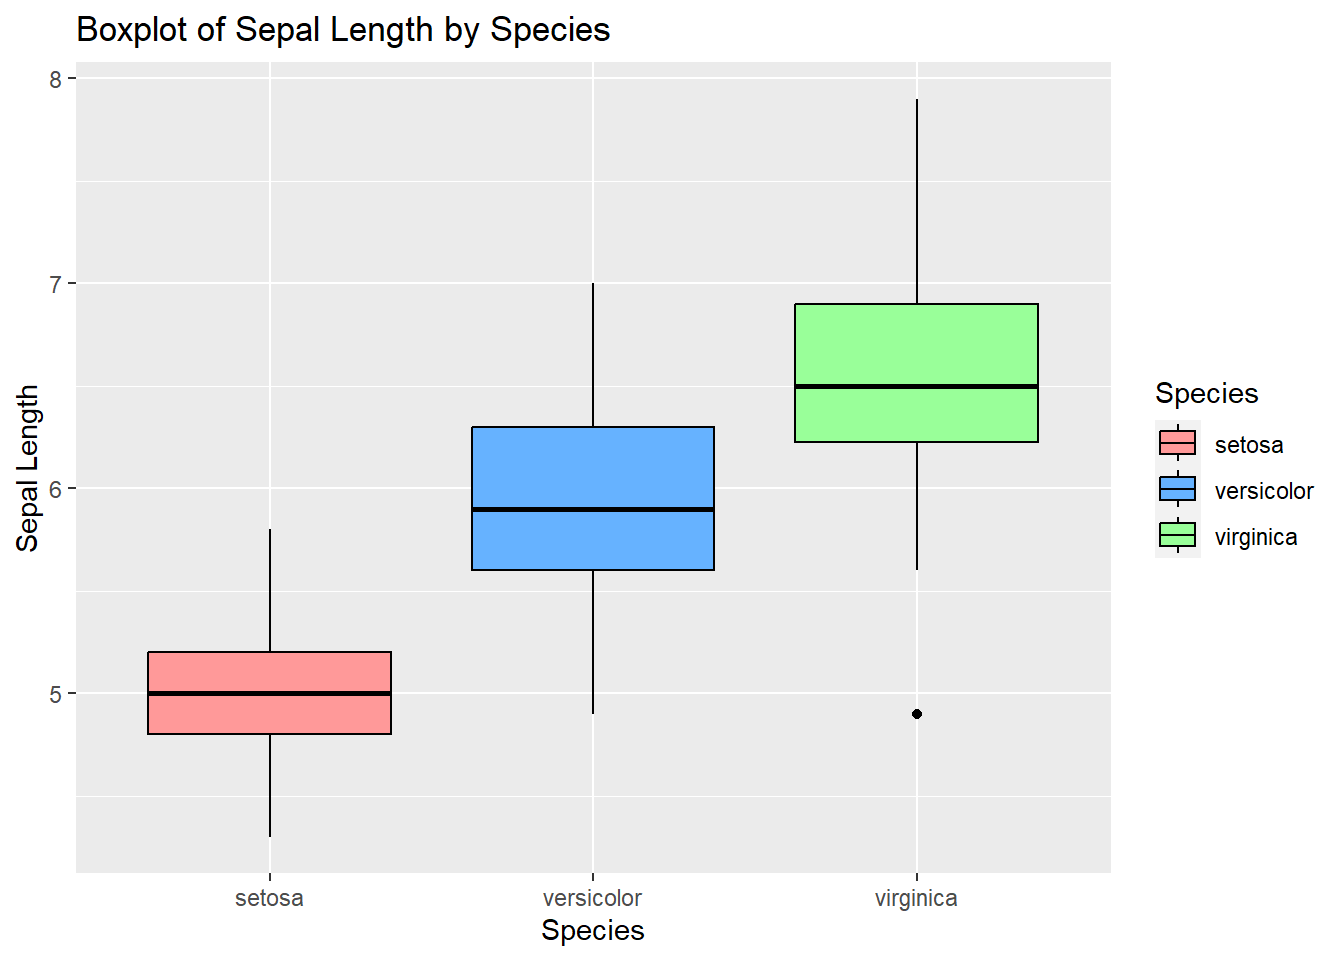 Boxplot of Sepal Length by Species
8
7
6
5
Sepal Length
setosa versicolor virginica
Species
Species
setosa
versicolor
virginica